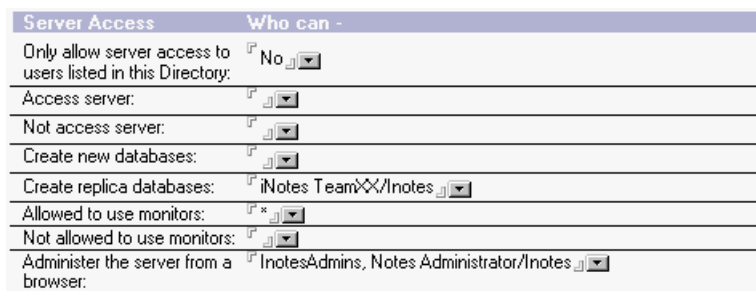 Server Access Who can -
Only allow server access to No
users listed in this Directory:
Access server:
Not access server:
Create new databases:
Create replica databases: iNotes TeamXX/Inotes
Allowed to use monitors: *
Not allowed to use monitors:
Administer the server from a InotesAdmins, Notes Administrator/Inotes
browser: